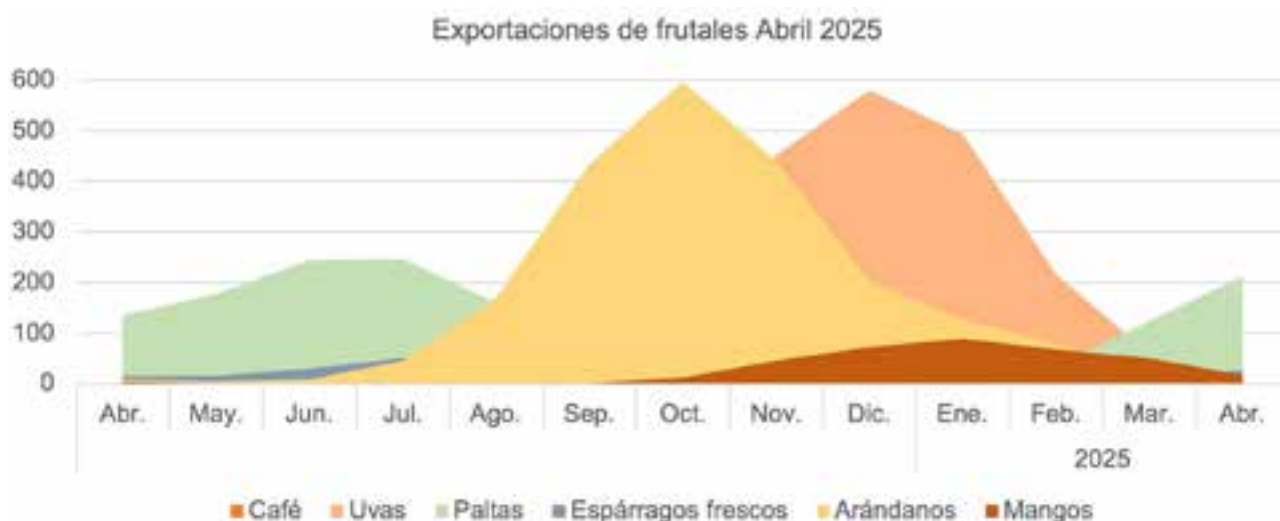 Exportaciones de frutales Abril 2025
600
500
400
300
200
100
0
Abr. May. Jun. Jul. Ago. Sep. Oct. Nov. Dic. Ene. Feb. Mar. Abr.
2025
Café Uvas Paltas Espárragos frescos Arándanos Mangos